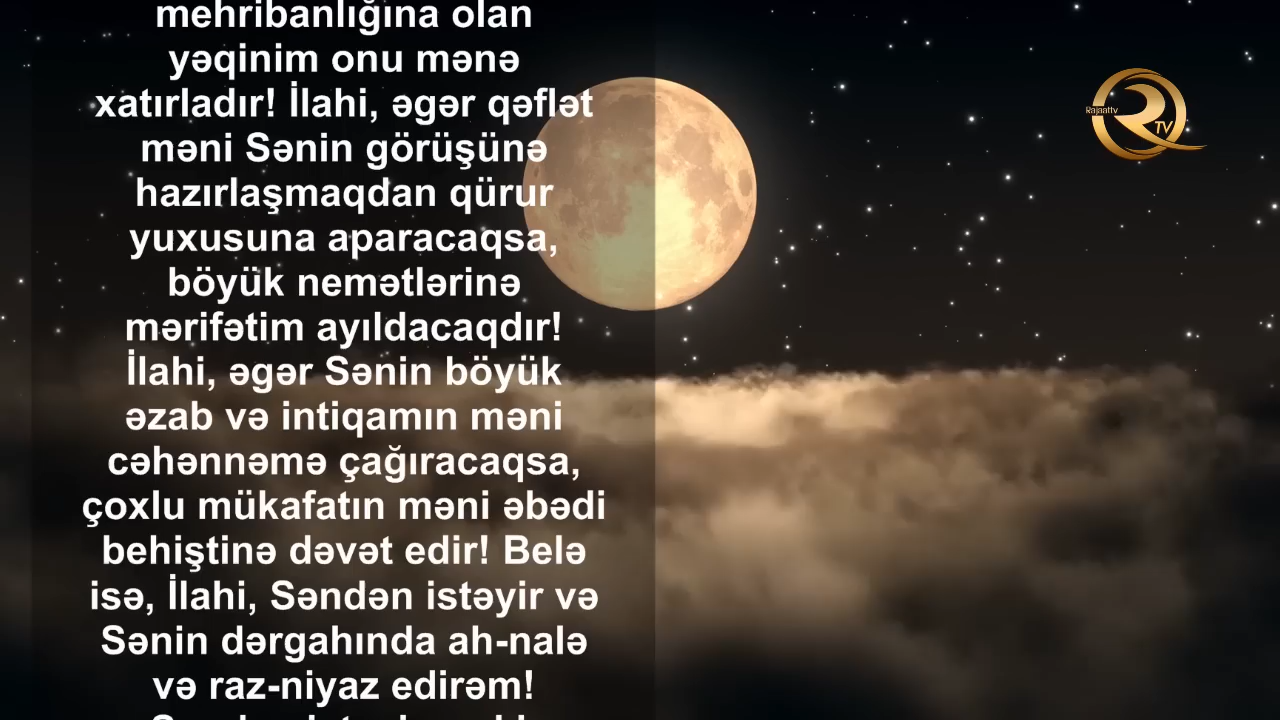 mehribanlığına olan
yəqinim onu mənə
xatırladır! İlahi, əgər qəflət
məni Sənin görüşünə
hazırlaşmaqdan qürur
yuxusuna aparacaqsa,
böyük nemətlərinə
mərifətim ayıldacaqdır!
İlahi, əgər Sənin böyük
əzab və intiqamın məni
cəhənnəmə çağıracaqsa,
çoxlu mükafatın məni əbədi
behiştinə dəvət edir! Belə
isə, İlahi, Səndən istəyir və
Sənin dərgahında ah-nalə
və raz-niyaz edirəm!
Rajaattv
TV